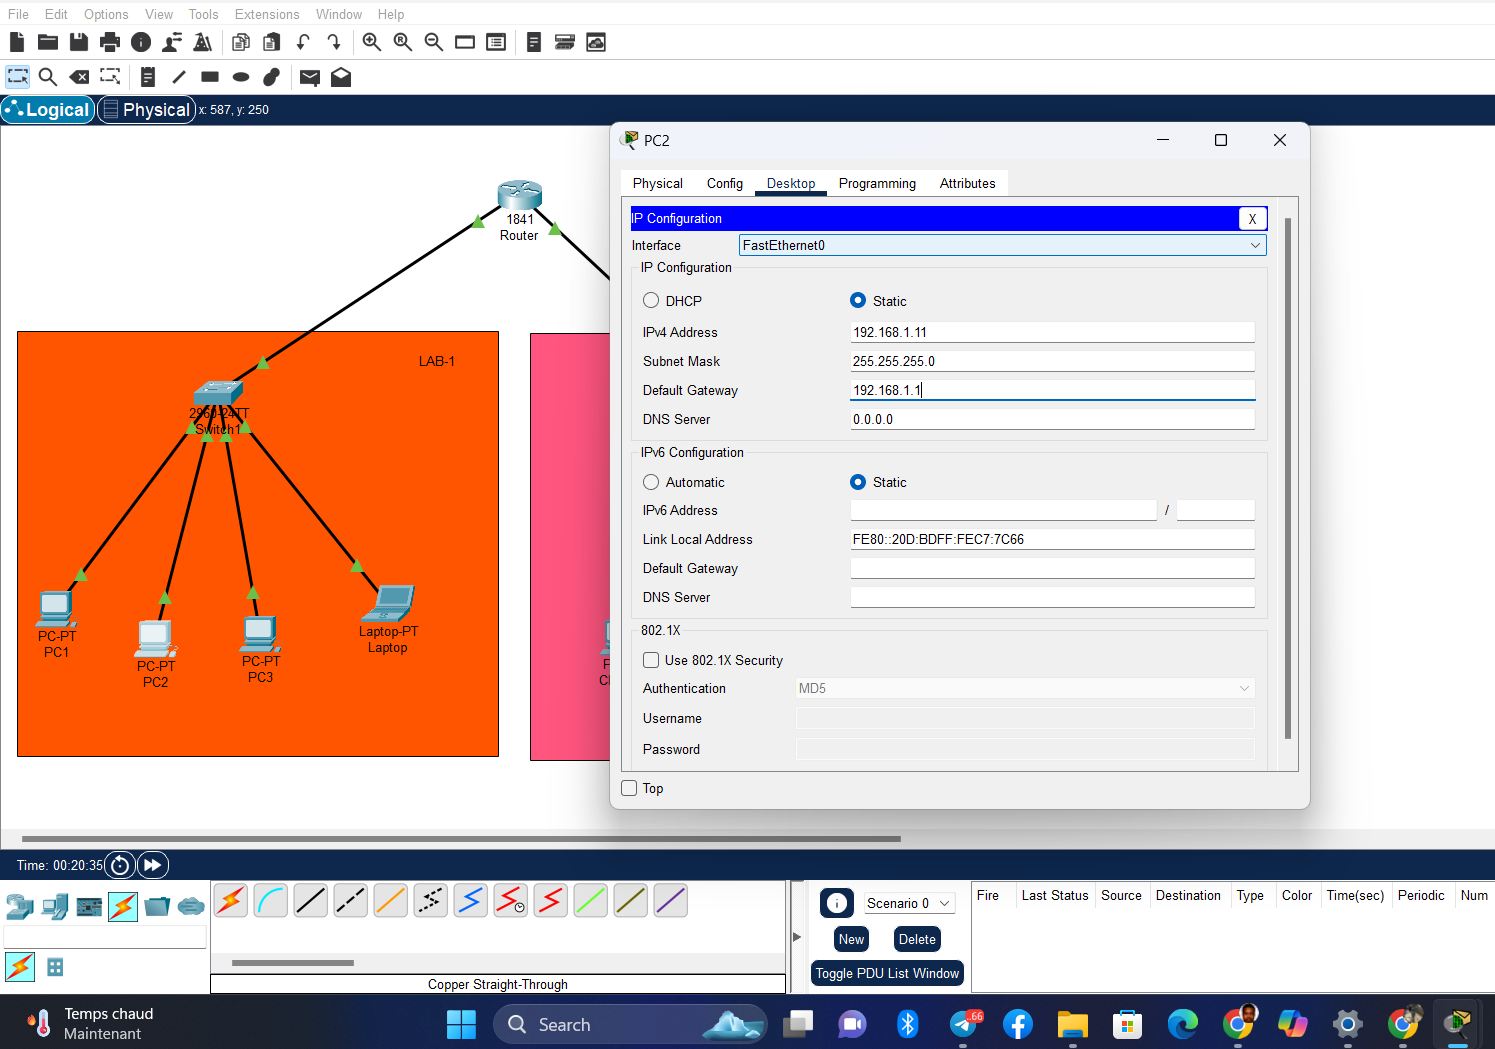 File Edit Options View Tools Extensions Window Help
Logical Physical x: 587, y: 250
1841
Router
LAB-1
2960-24TT
Switch1
PC-PT
PC1
PC-PT
PC2
PC-PT
PC3
Laptop-PT
Laptop
PC2
Physical Config Desktop Programming Attributes
IP Configuration X
Interface FastEthernet0
IP Configuration
DHCP Static
IPv4 Address 192.168.1.11
Subnet Mask 255.255.255.0
Default Gateway 192.168.1.1
DNS Server 0.0.0.0
IPv6 Configuration
Automatic Static
IPv6 Address /
Link Local Address FE80::20D:BDFF:FEC7:7C66
Default Gateway
DNS Server
802.1X
Use 802.1X Security
Authentication MD5
Username
Password
Top
Time: 00:20:35
Copper Straight-Through
Scenario 0
New Delete
Toggle PDU List Window
Fire Last Status Source Destination Type Color Time(sec) Periodic Num
Temps chaud
Maintenant
Search
..66